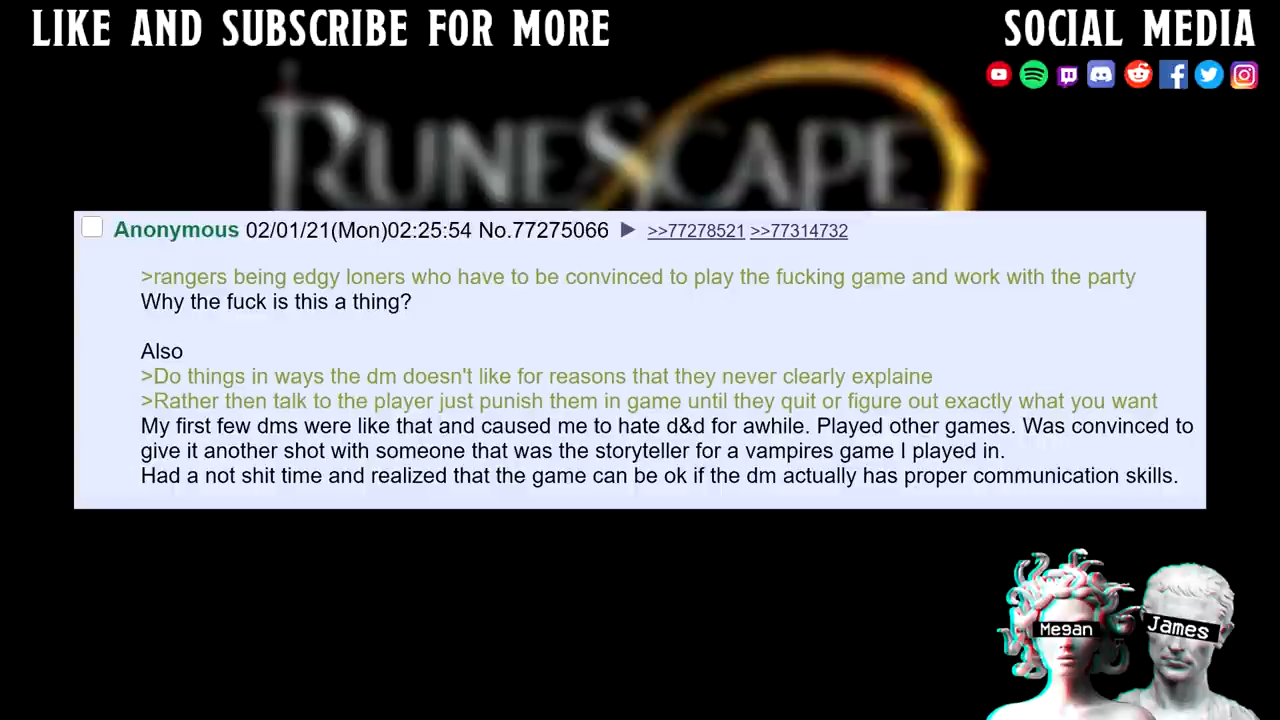 LIKE AND SUBSCRIBE FOR MORE
SOCIAL MEDIA
RUNESCAPE
Anonymous 02/01/21(Mon)02:25:54 No.77275066 ▶ >>77278521 >>77314732
>rangers being edgy loners who have to be convinced to play the fucking game and work with the party
Why the fuck is this a thing?
Also
>Do things in ways the dm doesn't like for reasons that they never clearly explaine
>Rather then talk to the player just punish them in game until they quit or figure out exactly what you want
My first few dms were like that and caused me to hate d&d for awhile. Played other games. Was convinced to
give it another shot with someone that was the storyteller for a vampires game I played in.
Had a not shit time and realized that the game can be ok if the dm actually has proper communication skills.
Megan
James